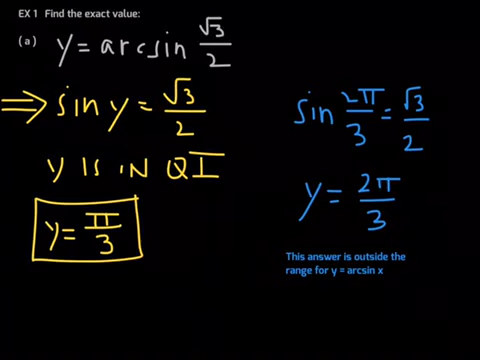 EX 1 Find the exact value:
(a) y = arcsin √3/2
⇒ sin y = √3/2
y IS IN QI
y = π/3
sin 2π/3 = √3/2
y = 2π/3
This answer is outside the
range for y = arcsin x